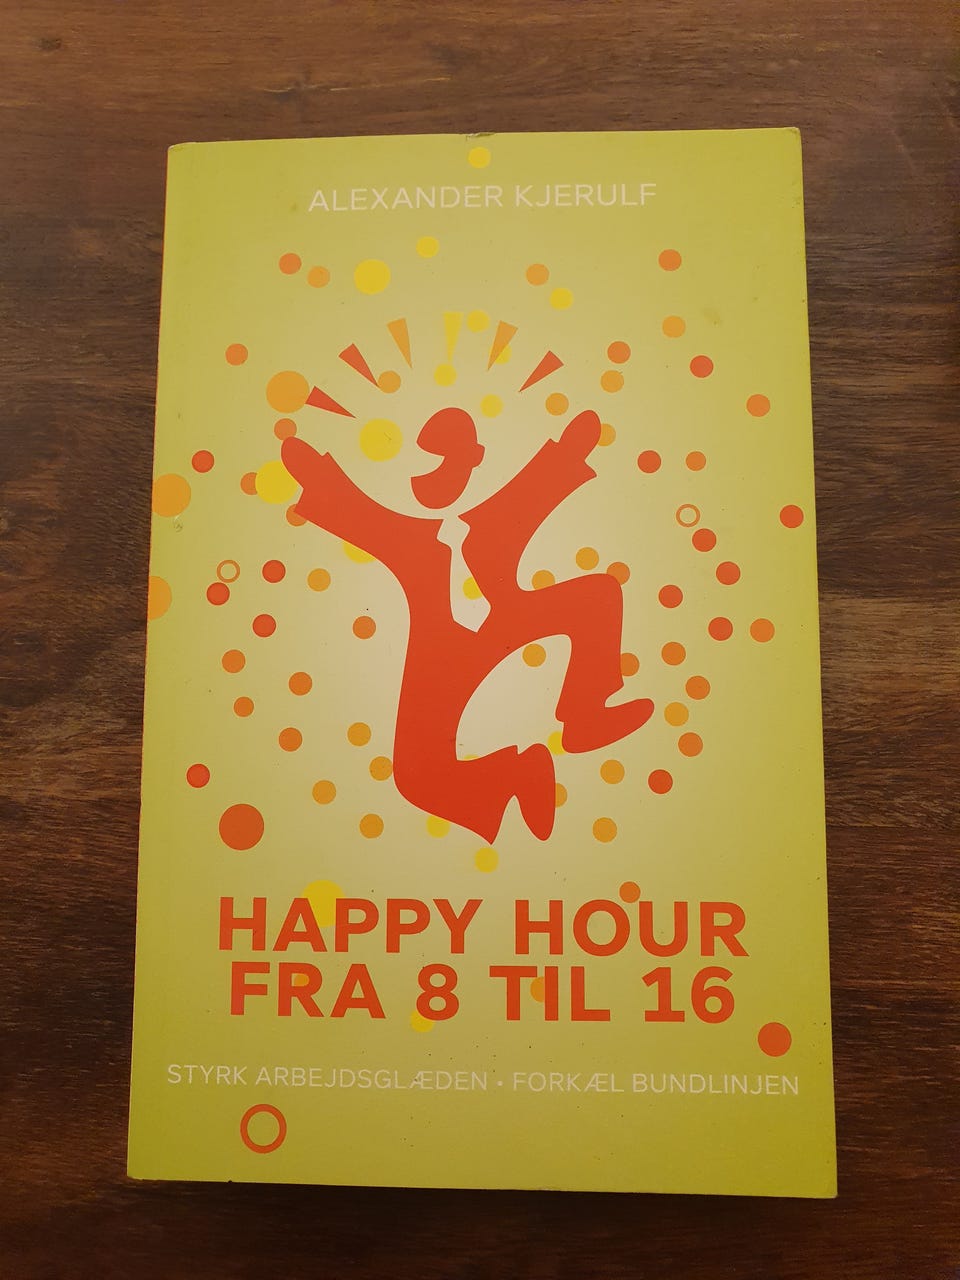 ALEXANDER KJERULF
HAPPY HOUR
FRA 8 TIL 16
STYRK ARBEJDSGLÆDEN • FORKÆL BUNDLINJEN